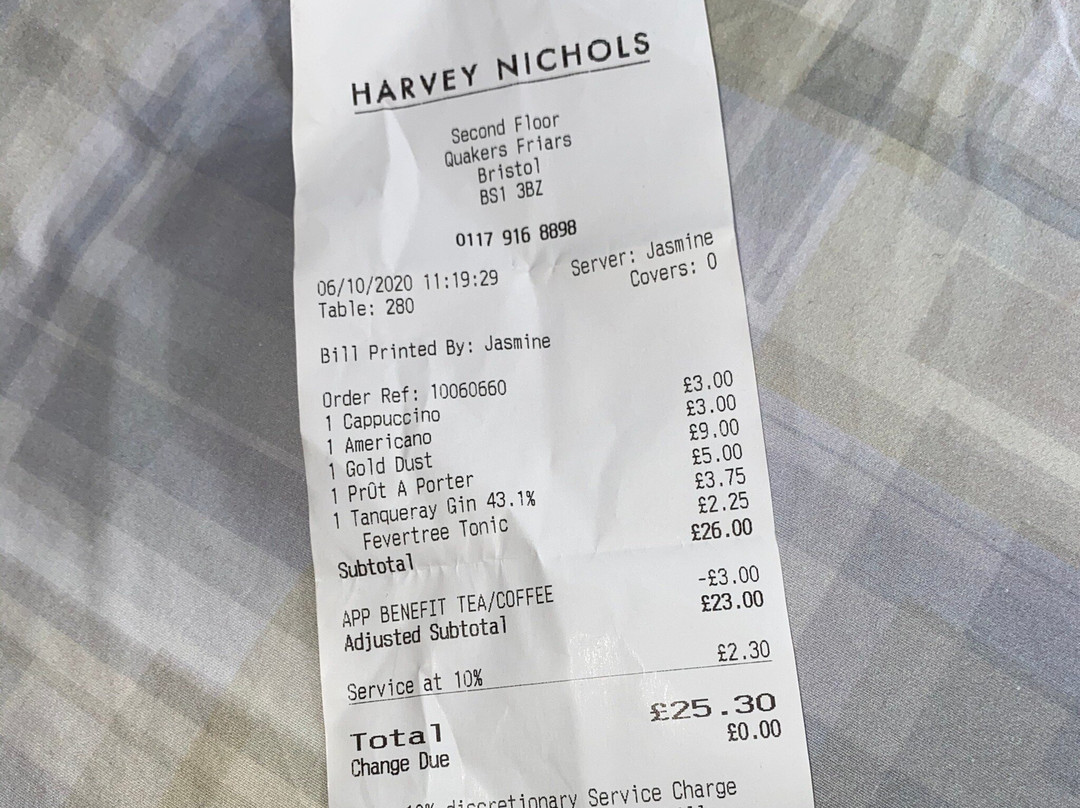 HARVEY NICHOLS
Second Floor
Quakers Friars
Bristol
BS1 3BZ
0117 916 8898
06/10/2020 11:19:29 Server: Jasmine
Table: 280 Covers: 0
Bill Printed By: Jasmine
Order Ref: 10060660
1 Cappuccino £3.00
1 Americano £3.00
1 Gold Dust £9.00
1 PrÛt A Porter £5.00
1 Tanqueray Gin 43.1% £3.75
Fevertree Tonic £2.25
Subtotal £26.00
APP BENEFIT TEA/COFFEE -£3.00
Adjusted Subtotal £23.00
Service at 10% £2.30
Total £25.30
Change Due £0.00
10% discretionary Service Charge